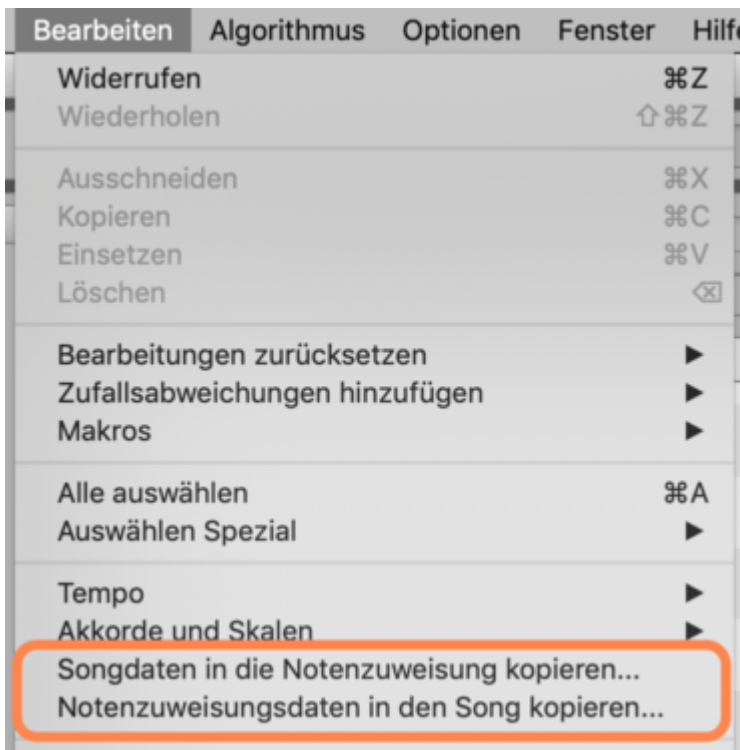 Bearbeiten Algorithmus Optionen Fenster Hilfe
Widerrufen ⌘Z
Wiederholen ⇧⌘Z
Ausschneiden ⌘X
Kopieren ⌘C
Einsetzen ⌘V
Löschen ⌫
Bearbeitungen zurücksetzen ▶
Zufallsabweichungen hinzufügen ▶
Makros ▶
Alle auswählen ⌘A
Auswählen Spezial ▶
Tempo ▶
Akkorde und Skalen ▶
Songdaten in die Notenzuweisung kopieren...
Notenzuweisungsdaten in den Song kopieren...